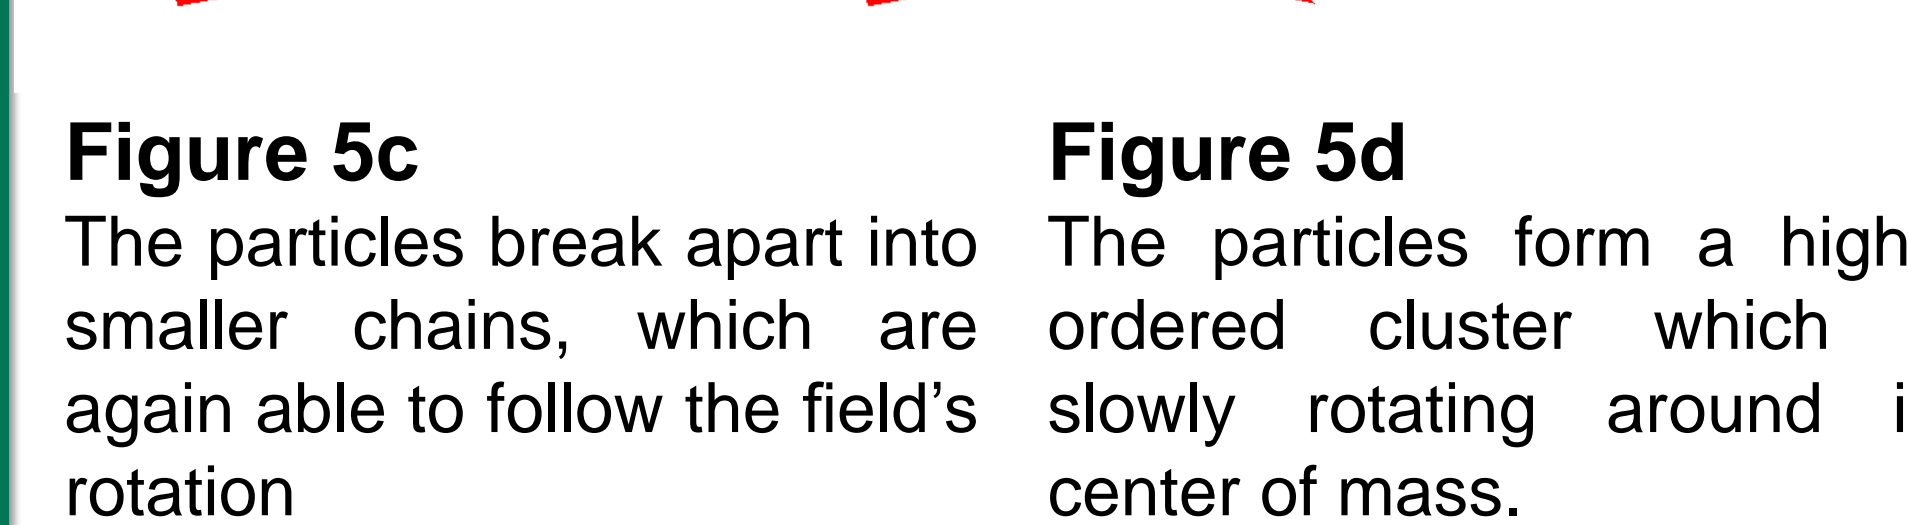 Figure 5c
The particles break apart into
smaller chains, which are
again able to follow the field’s
rotation
Figure 5d
The particles form a high
ordered cluster which
slowly rotating around i
center of mass.